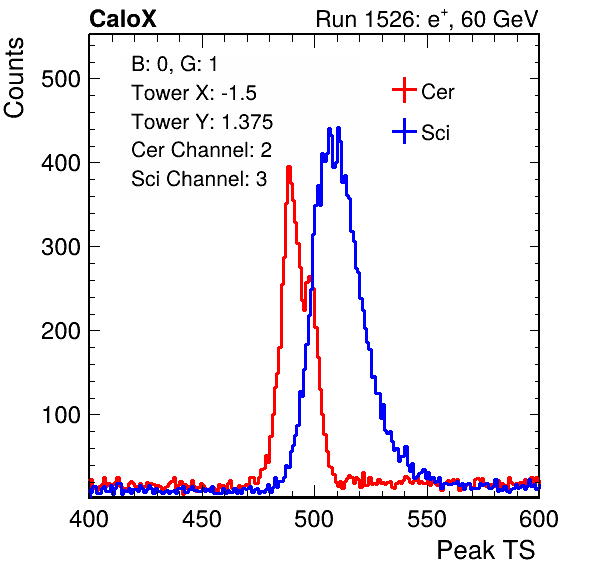 CaloX Run 1526: e⁺, 60 GeV
Counts
B: 0, G: 1
Tower X: -1.5
Tower Y: 1.375
Cer Channel: 2
Sci Channel: 3
Cer
Sci
500
400
300
200
100
400 450 500 550 600
Peak TS